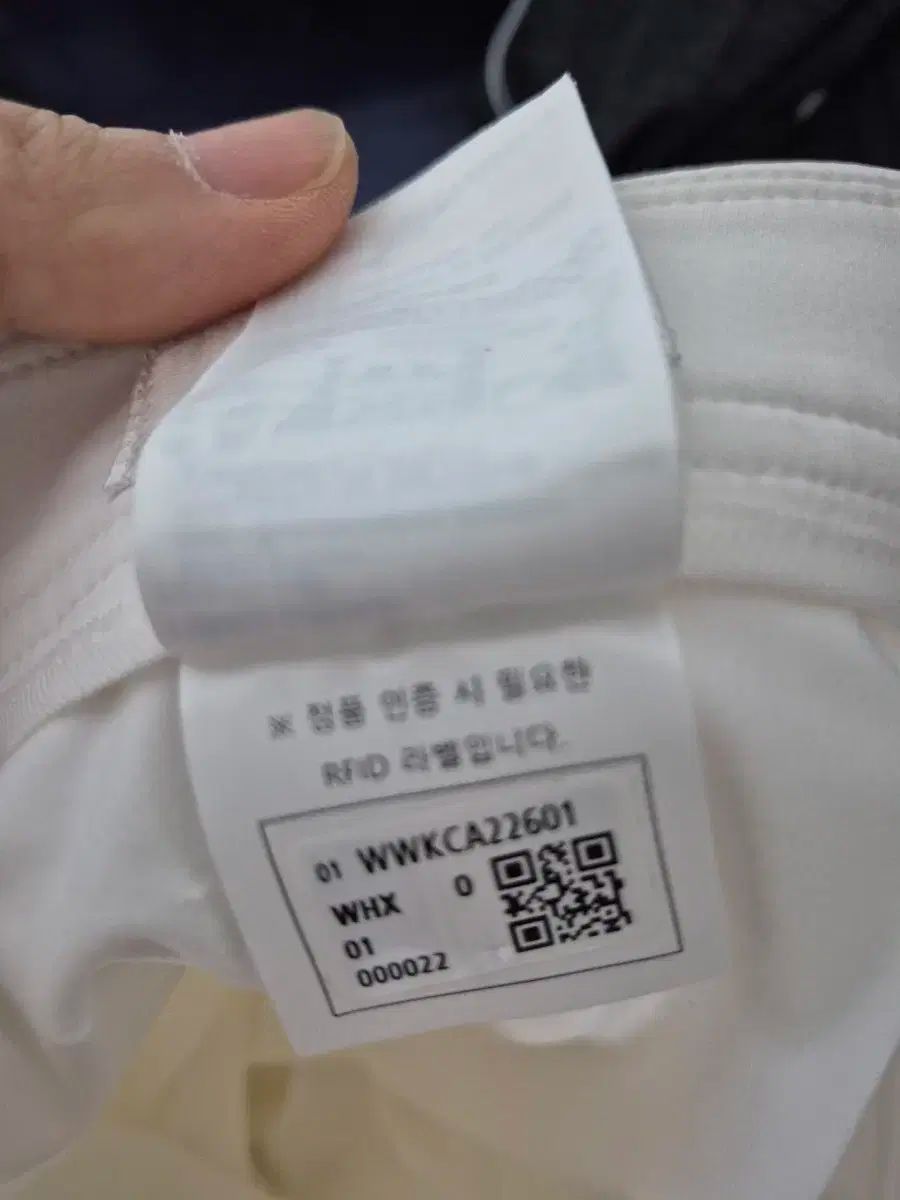 ※ 정품 인증 시 필요한
RFID 라벨입니다.
01 WWKCA22601
WHX 0
01
000022